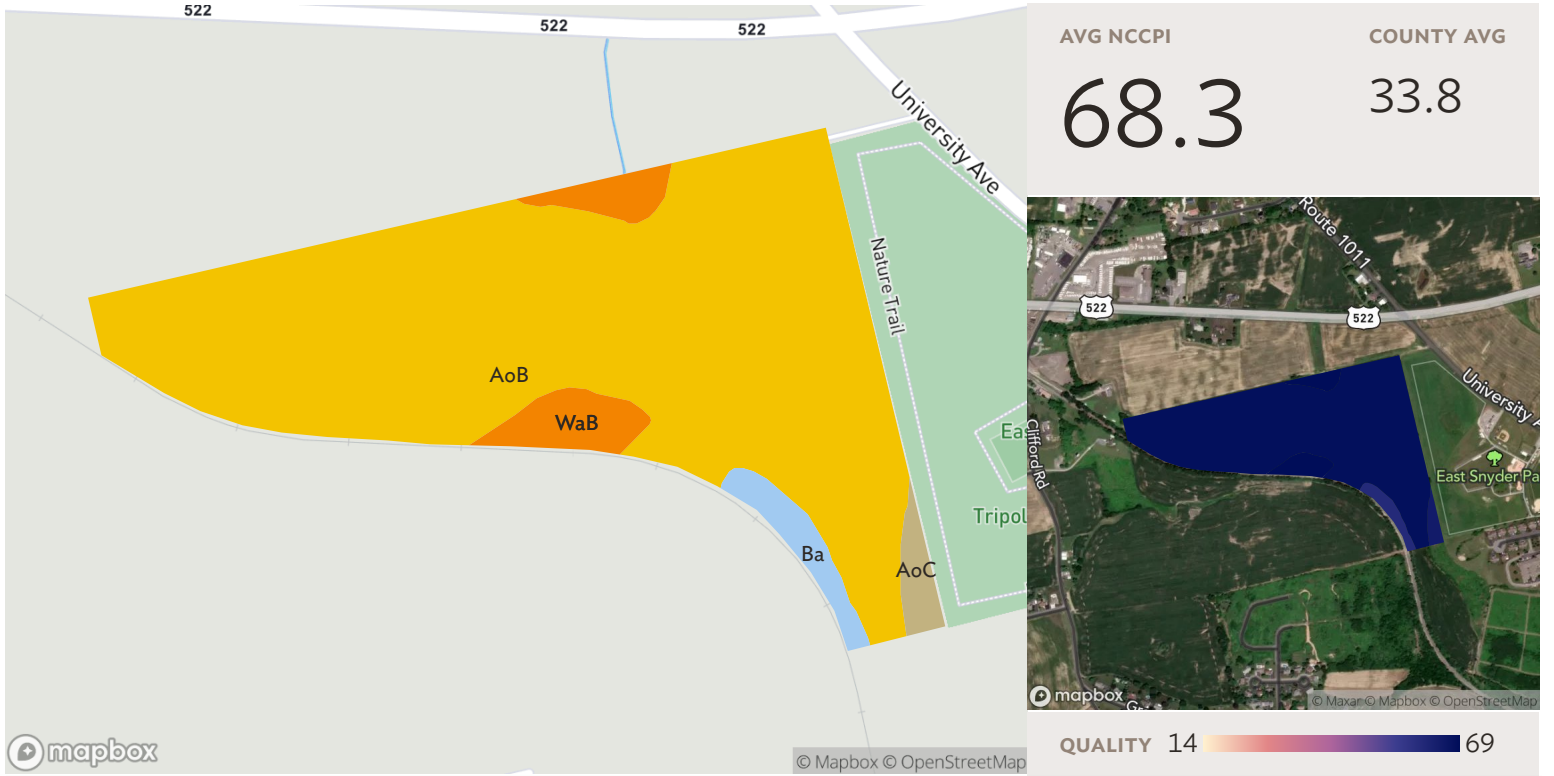 522
522
522
University Ave
Nature Trail
AoB
WaB
Ba
AoC
Eas
Tripol
mapbox
© Mapbox © OpenStreetMap
AVG NCCPI
COUNTY AVG
68.3
33.8
Route 1011
522
522
University A
Clifford Rd
East Snyder Pa
mapbox
© Maxar © Mapbox © OpenStreetMap
QUALITY 14 69